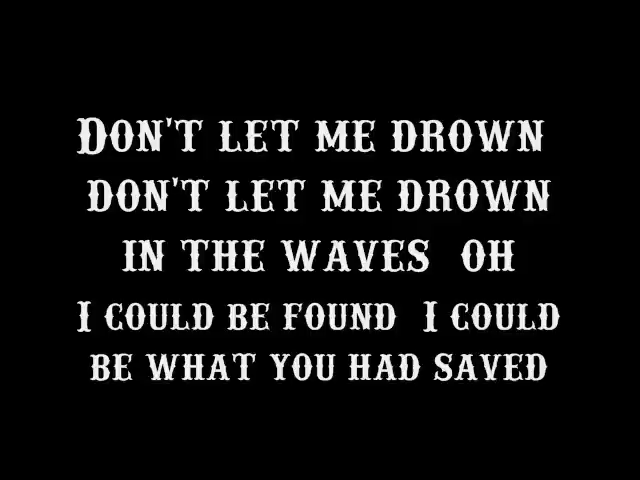 Don't let me drown
don't let me drown
in the waves oh
I could be found I could
be what you had saved